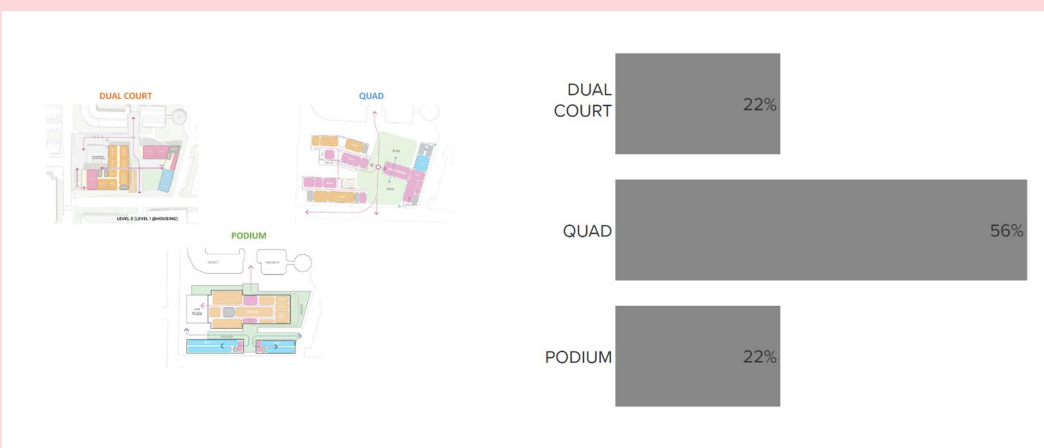 DUAL COURT
QUAD
LEVEL 2 (LEVEL 1 @HOUSING)
PODIUM
PLAZA
DUAL
COURT
22%
QUAD
56%
PODIUM
22%